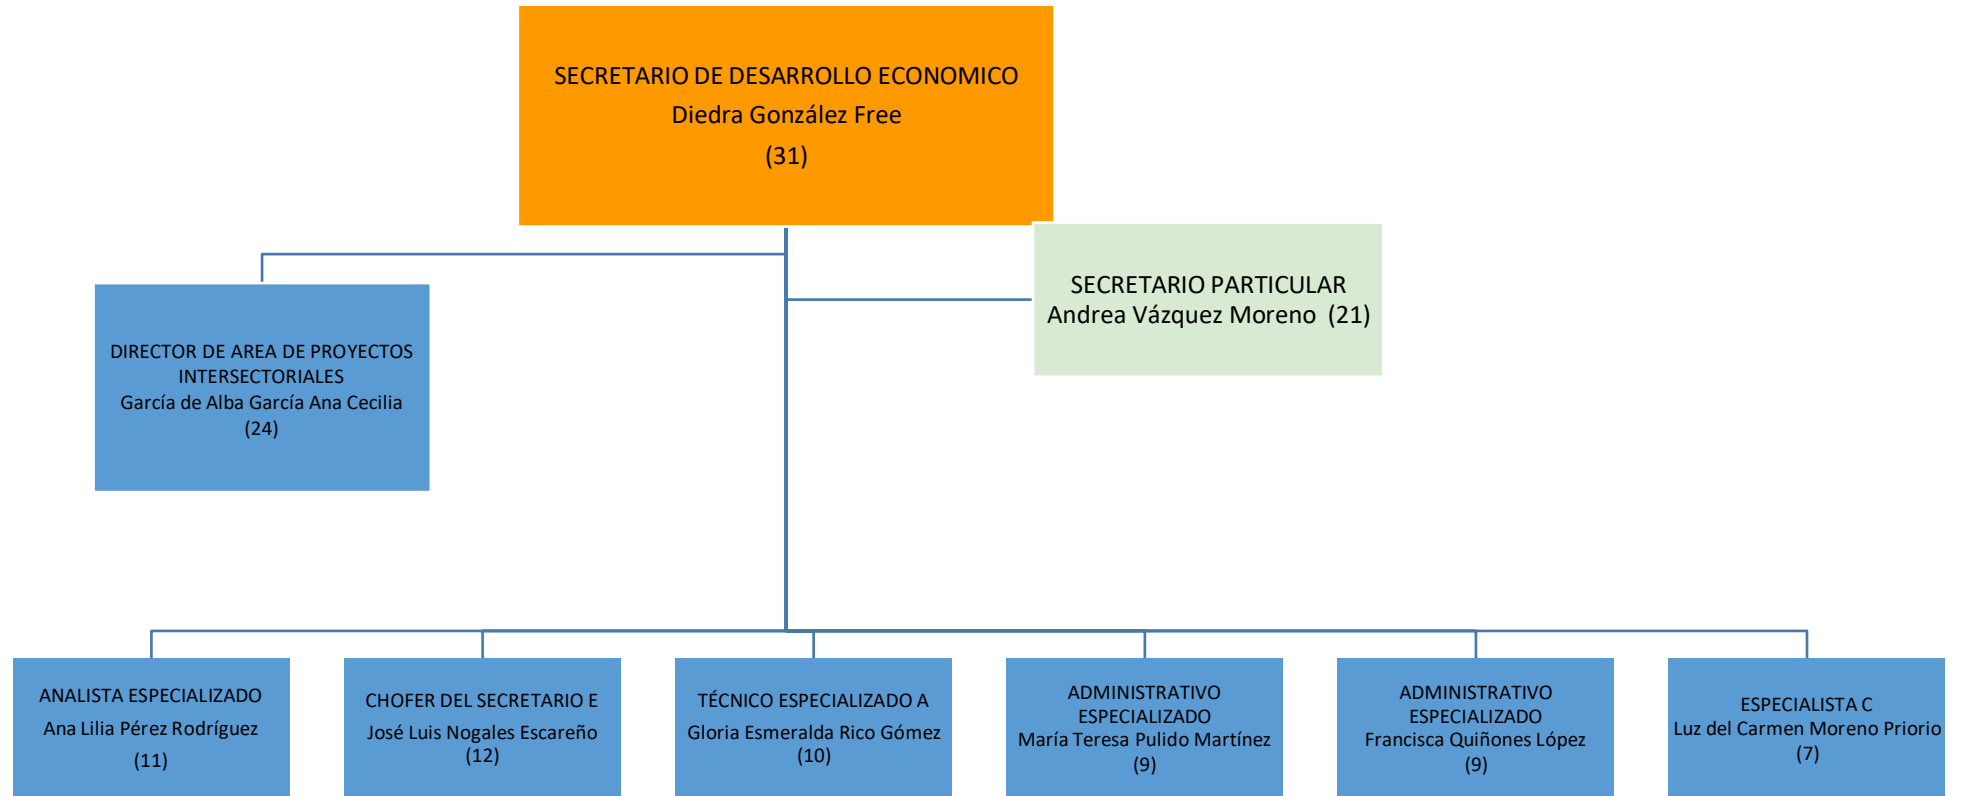 SECRETARIO DE DESARROLLO ECONOMICO
Diedra González Free
(31)
SECRETARIO PARTICULAR
Andrea Vázquez Moreno (21)
DIRECTOR DE AREA DE PROYECTOS
INTERSECTORIALES
García de Alba García Ana Cecilia
(24)
ANALISTA ESPECIALIZADO
Ana Lilia Pérez Rodríguez
(11)
CHOFER DEL SECRETARIO E
José Luis Nogales Escareño
(12)
TÉCNICO ESPECIALIZADO A
Gloria Esmeralda Rico Gómez
(10)
ADMINISTRATIVO
ESPECIALIZADO
María Teresa Pulido Martínez
(9)
ADMINISTRATIVO
ESPECIALIZADO
Francisca Quiñones López
(9)
ESPECIALISTA C
Luz del Carmen Moreno Priorio
(7)